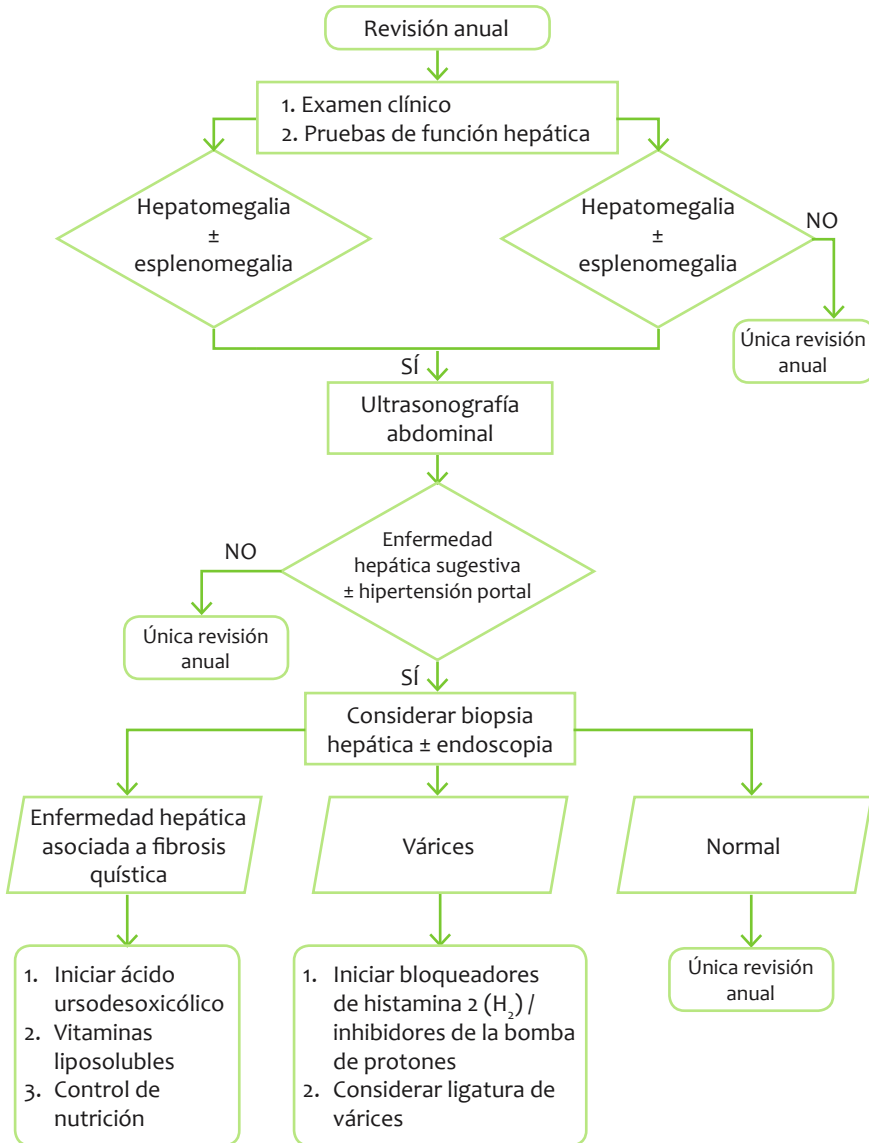 Revisión anual
1. Examen clínico
2. Pruebas de función hepática
Hepatomegalia
±
esplenomegalia
Hepatomegalia
±
esplenomegalia
NO
Única revisión
anual
SÍ
Ultrasonografía
abdominal
Enfermedad
hepática sugestiva
± hipertensión portal
NO
Única revisión
anual
SÍ
Considerar biopsia
hepática ± endoscopia
Enfermedad hepática
asociada a fibrosis
quística
Várices
Normal
1. Iniciar ácido
ursodesoxicólico
2. Vitaminas
liposolubles
3. Control de
nutrición
1. Iniciar bloqueadores
de histamina 2 (H₂) /
inhibidores de la bomba
de protones
2. Considerar ligatura de
várices
Única revisión
anual